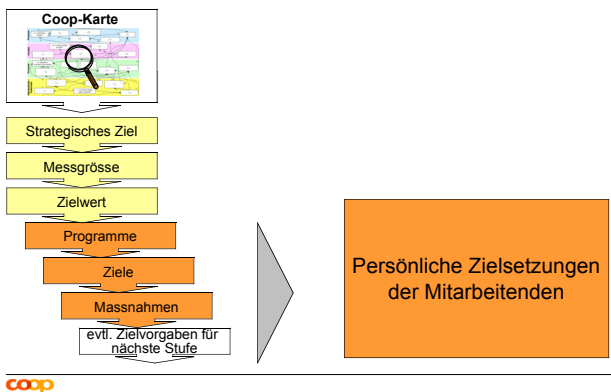 Coop-Karte
Strategisches Ziel
Messgrösse
Zielwert
Programme
Ziele
Massnahmen
evtl. Zielvorgaben für
nächste Stufe
Persönliche Zielsetzungen
der Mitarbeitenden
coop